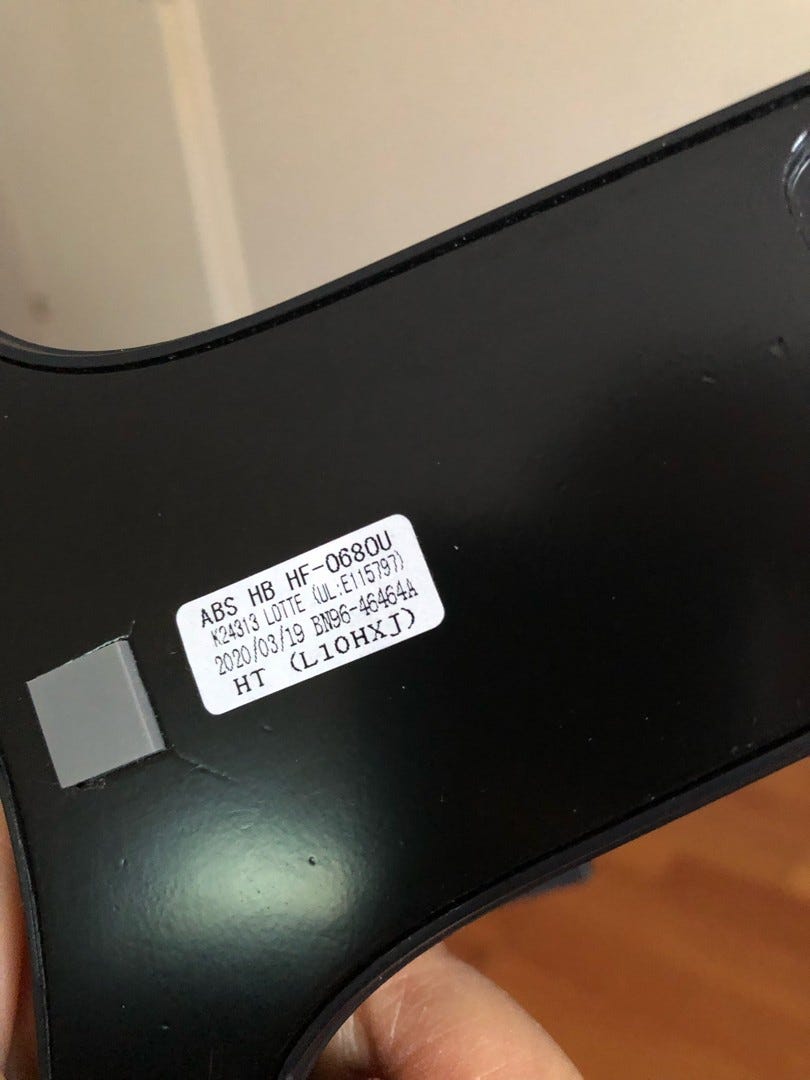 ABS HB HF-0680U
K24313 LOTTE (UL:E115797)
2020/03/19 BN96-46464A
HT (L10HXJ)